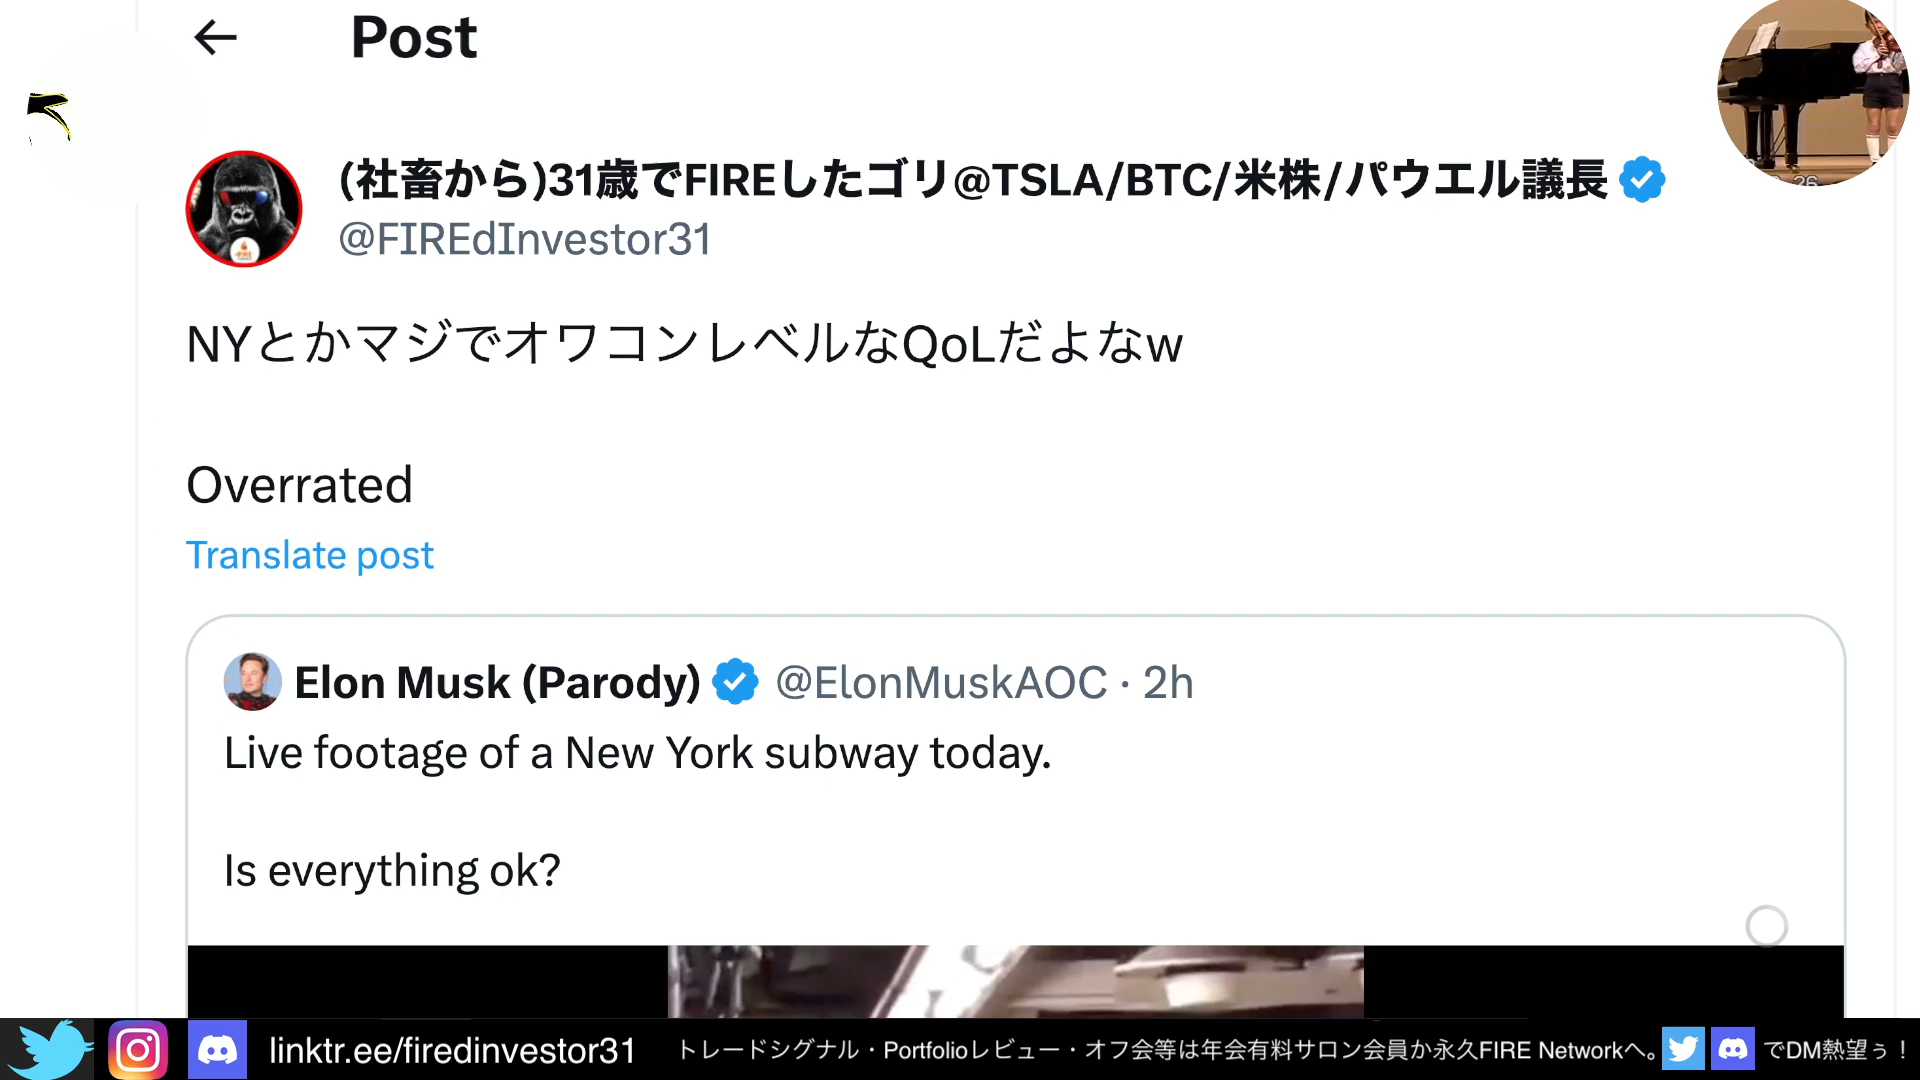 Post
(社畜から)31歳でFIREしたゴリ@TSLA/BTC/米株/パウエル議長
@FIREdInvestor31
NYとかマジでオワコンレベルなQoLだよなw
Overrated
Translate post
Elon Musk (Parody) @ElonMuskAOC · 2h
Live footage of a New York subway today.
Is everything ok?
linktr.ee/firedinvestor31 トレードシグナル・Portfolioレビュー・オフ会等は年会有料サロン会員か永久FIRE Networkへ。 でDM熱望ぅ！